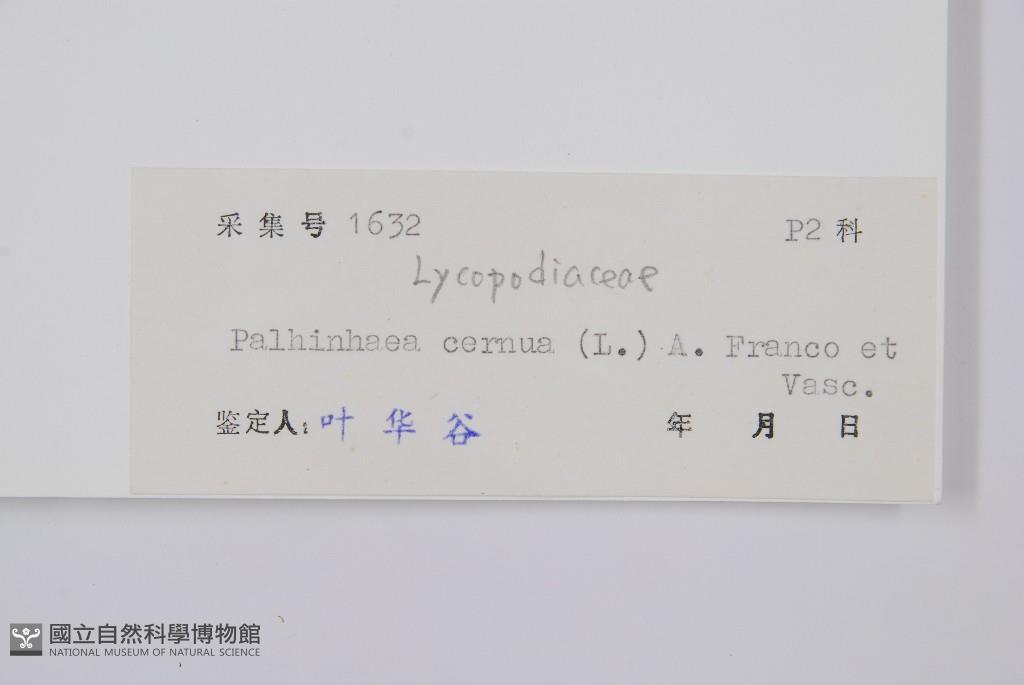 采集号 1632 P2 科
Lycopodiaceae
Palhinhaea cernua (L.) A. Franco et
Vasc.
鉴定人: 叶华谷 年 月 日
國立自然科學博物館
NATIONAL MUSEUM OF NATURAL SCIENCE